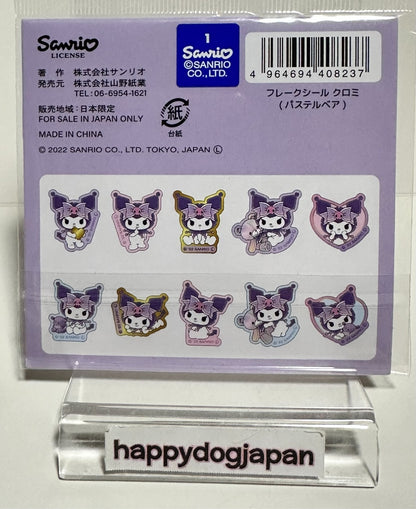 Sanrio
LICENSE
1
Sanrio
©SANRIO
CO., LTD.
4 964694 408237
著 作 株式会社サンリオ
発売元 株式会社山野紙業
TEL : 06-6954-1621
販売地域 : 日本限定
FOR SALE IN JAPAN ONLY
MADE IN CHINA
© 2022 SANRIO CO., LTD. TOKYO, JAPAN Ⓛ
紙
台紙
フレークシール クロミ
(パステルベア)
happydogjapan